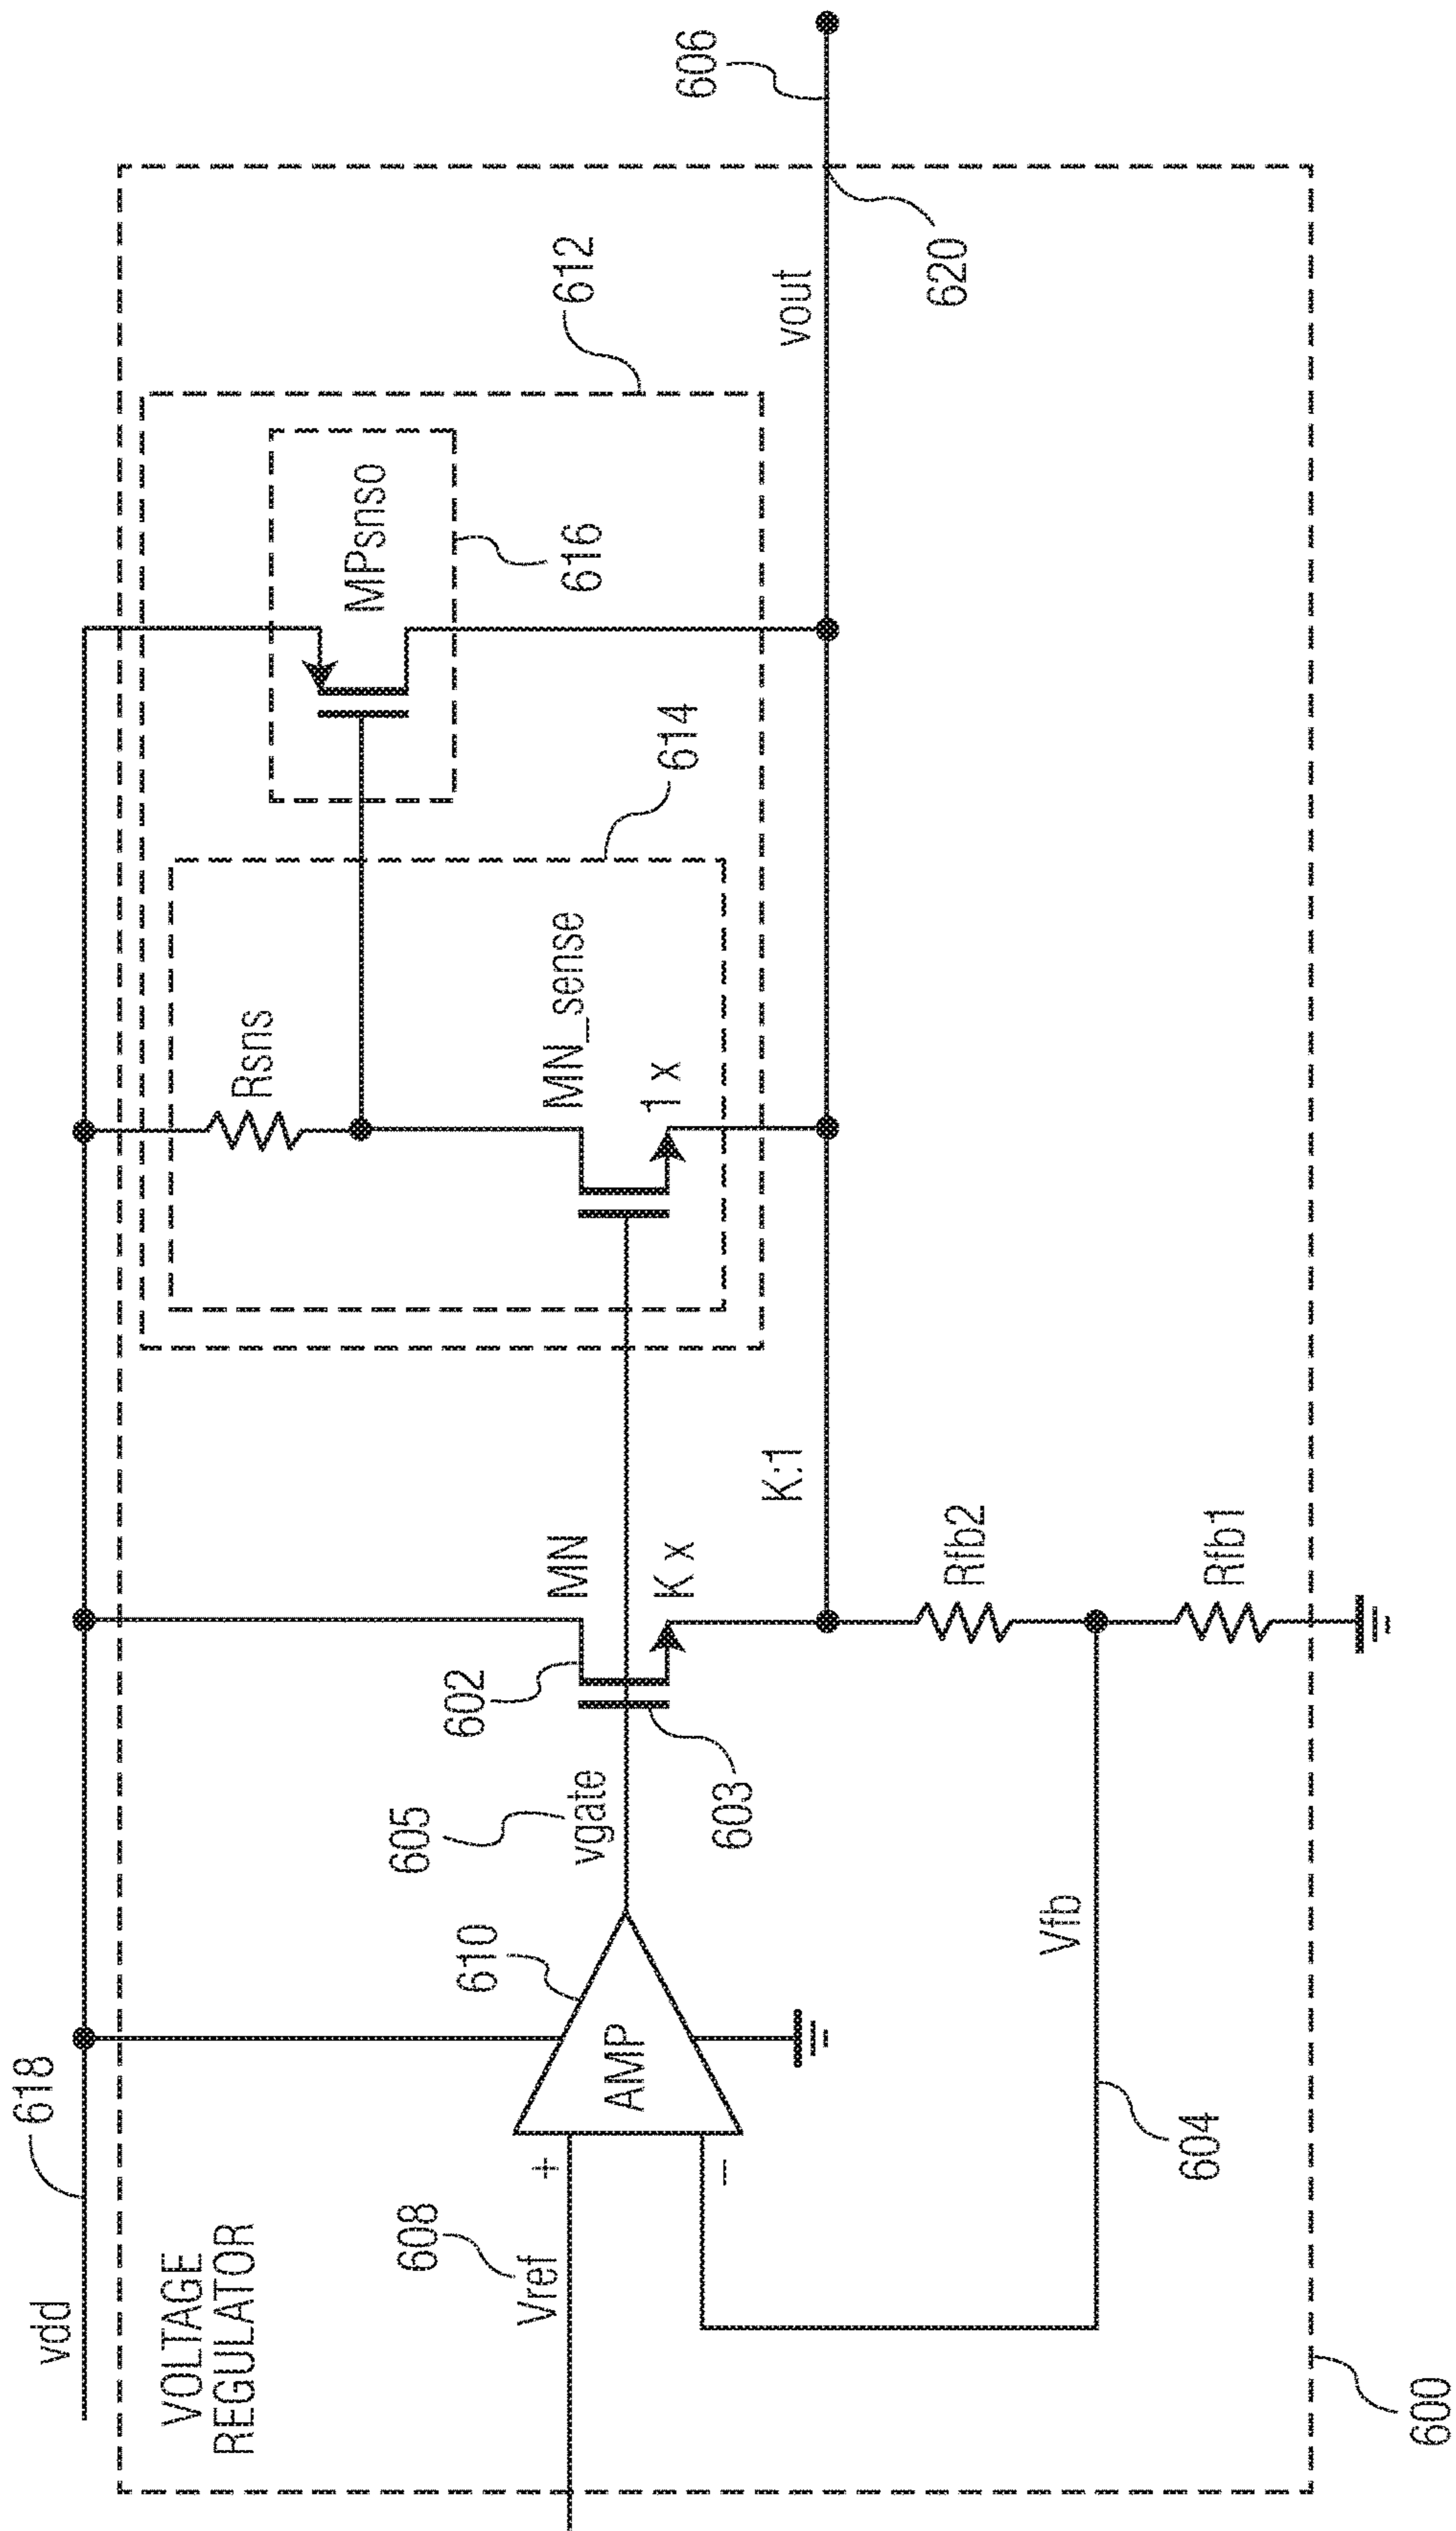 vdd
618
VOLTAGE
REGULATOR
608
Vref
+
−
AMP
610
605
vgate
602
603
MN
K x
K:1
Rfb2
Rfb1
Vfb
604
600
Rsns
MN_sense
1 x
614
MPsnso
616
612
vout
620
606